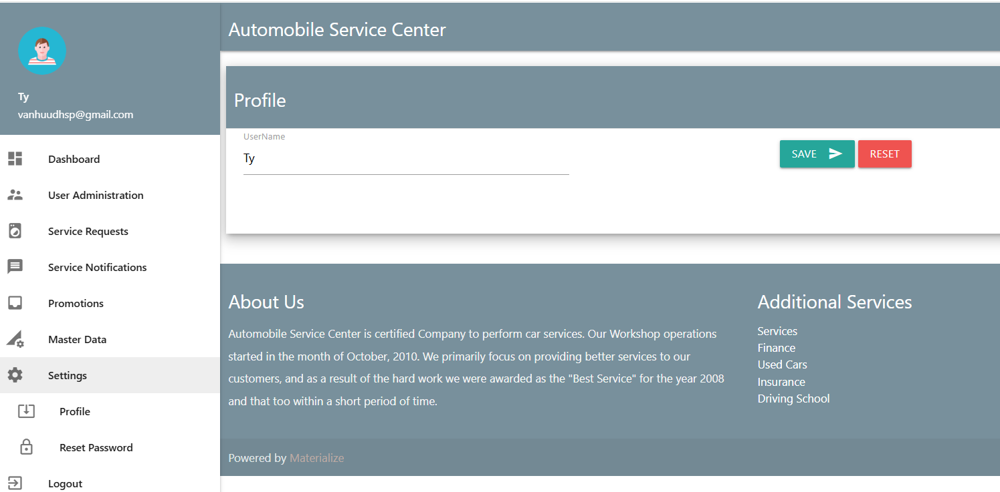 Automobile Service Center
Ty
vanhuudhsp@gmail.com
Dashboard
User Administration
Service Requests
Service Notifications
Promotions
Master Data
Settings
Profile
Reset Password
Logout
Profile
UserName
Ty
SAVE
RESET
About Us
Automobile Service Center is certified Company to perform car services. Our Workshop operations
started in the month of October, 2010. We primarily focus on providing better services to our
customers, and as a result of the hard work we were awarded as the "Best Service" for the year 2008
and that too within a short period of time.
Additional Services
Services
Finance
Used Cars
Insurance
Driving School
Powered by Materialize